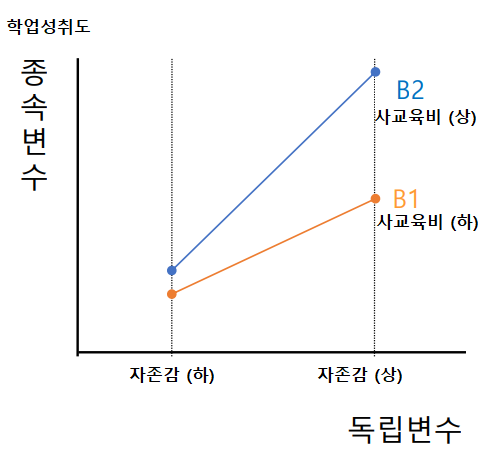 학업성취도
종
속
변
수
B2
사교육비 (상)
B1
사교육비 (하)
자존감 (하)
자존감 (상)
독립변수